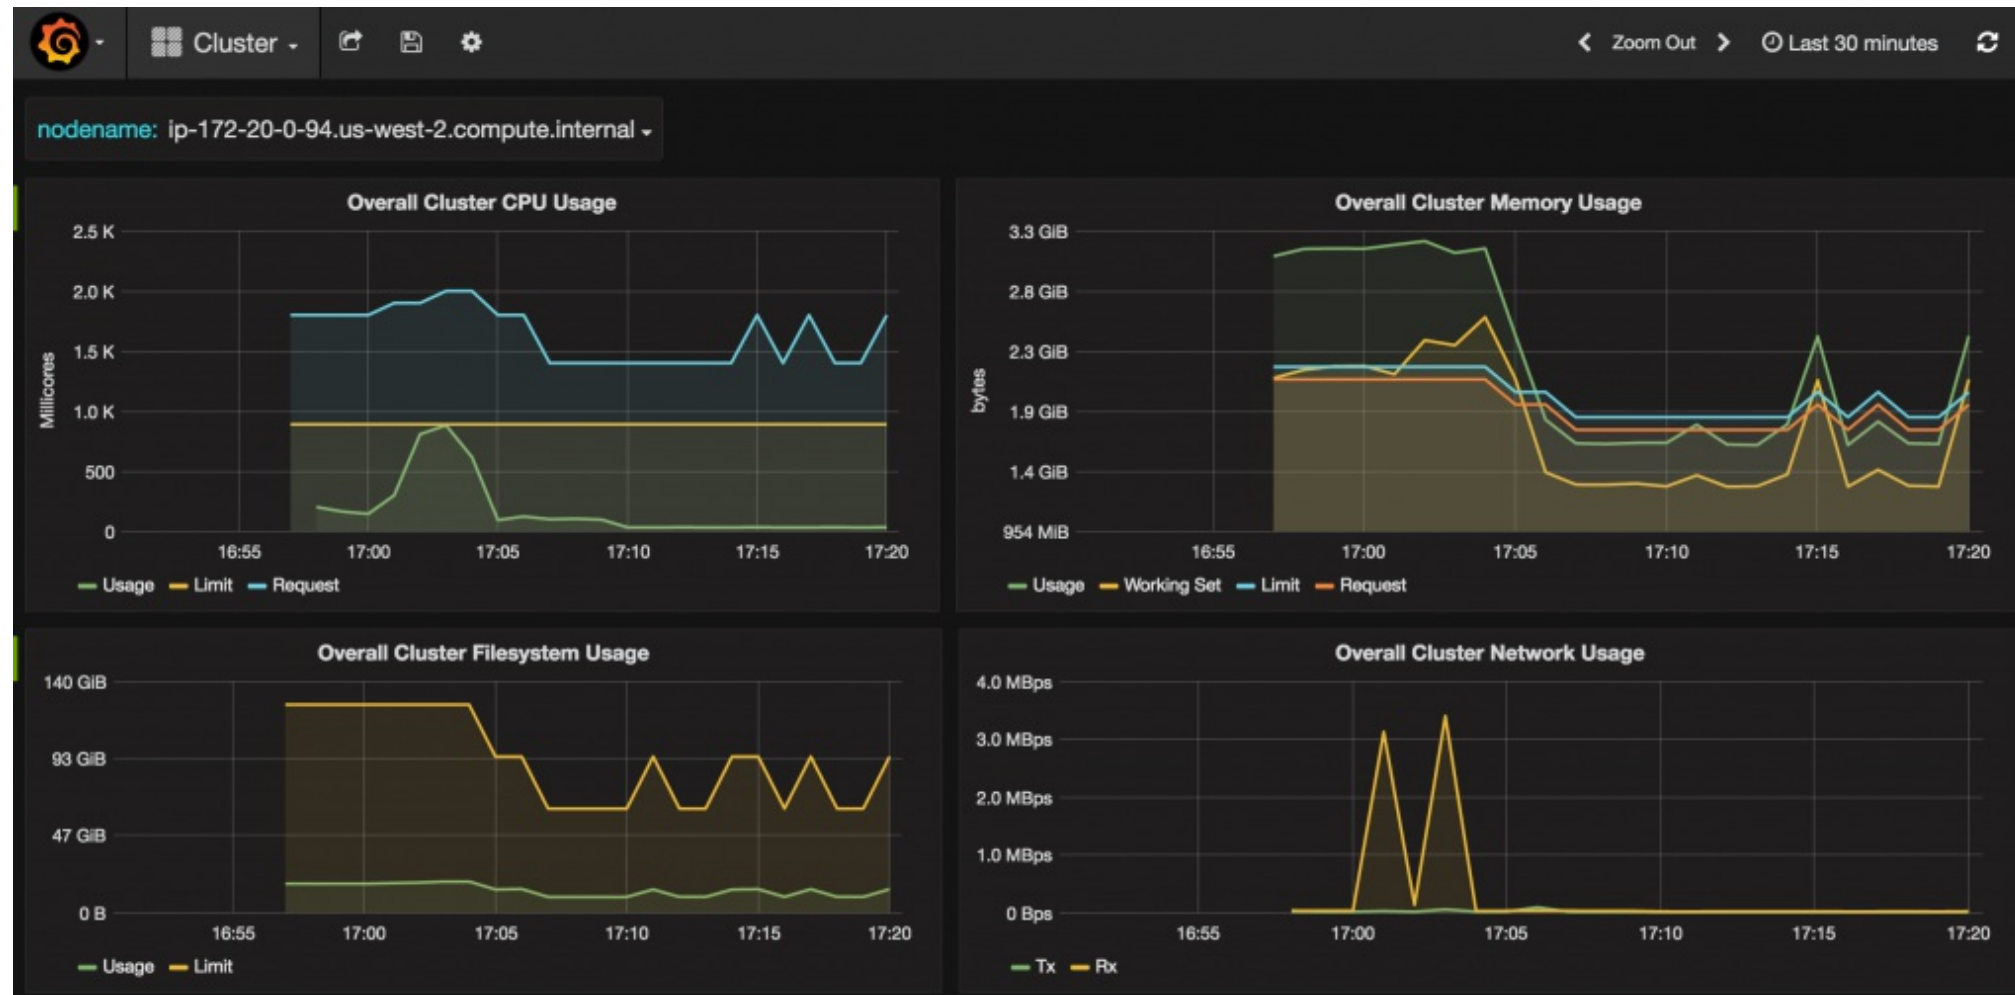 Cluster Zoom Out Last 30 minutes
nodename: ip-172-20-0-94.us-west-2.compute.internal
Overall Cluster CPU Usage
2.5 K
2.0 K
1.5 K
1.0 K
500
0
Millicores
16:55 17:00 17:05 17:10 17:15 17:20
Usage Limit Request
Overall Cluster Memory Usage
3.3 GiB
2.8 GiB
2.3 GiB
1.9 GiB
1.4 GiB
954 MiB
bytes
16:55 17:00 17:05 17:10 17:15 17:20
Usage Working Set Limit Request
Overall Cluster Filesystem Usage
140 GiB
93 GiB
47 GiB
0 B
16:55 17:00 17:05 17:10 17:15 17:20
Usage Limit
Overall Cluster Network Usage
4.0 MBps
3.0 MBps
2.0 MBps
1.0 MBps
0 Bps
16:55 17:00 17:05 17:10 17:15 17:20
Tx Rx